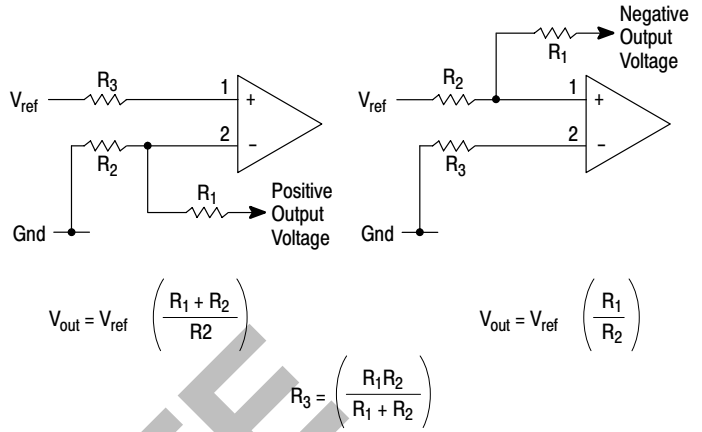 Negative
Output
Voltage
R1
R3
Vref
1
+
2
−
R2
R1
Positive
Output
Voltage
Gnd
R2
Vref
1
+
2
−
R3
Gnd
Vout = Vref ( R1 + R2 / R2 )
Vout = Vref ( R1 / R2 )
R3 = ( R1R2 / R1 + R2 )